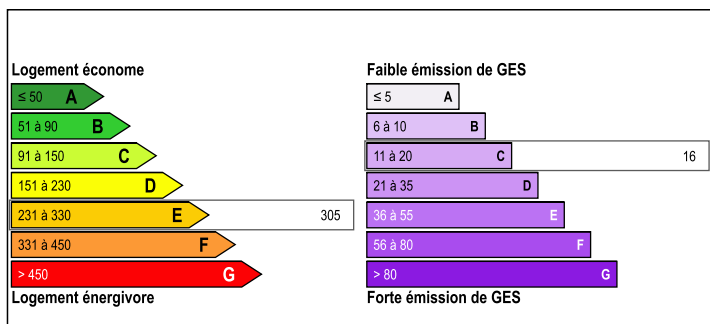 Logement économe
≤ 50 A
51 à 90 B
91 à 150 C
151 à 230 D
231 à 330 E 305
331 à 450 F
> 450 G
Logement énergivore
Faible émission de GES
≤ 5 A
6 à 10 B
11 à 20 C 16
21 à 35 D
36 à 55 E
56 à 80 F
> 80 G
Forte émission de GES